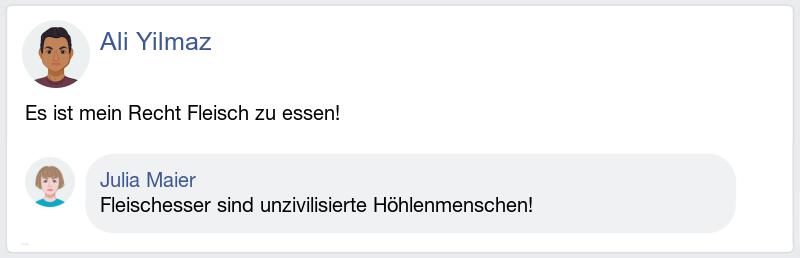 Ali Yilmaz
Es ist mein Recht Fleisch zu essen!
Julia Maier
Fleischesser sind unzivilisierte Höhlenmenschen!